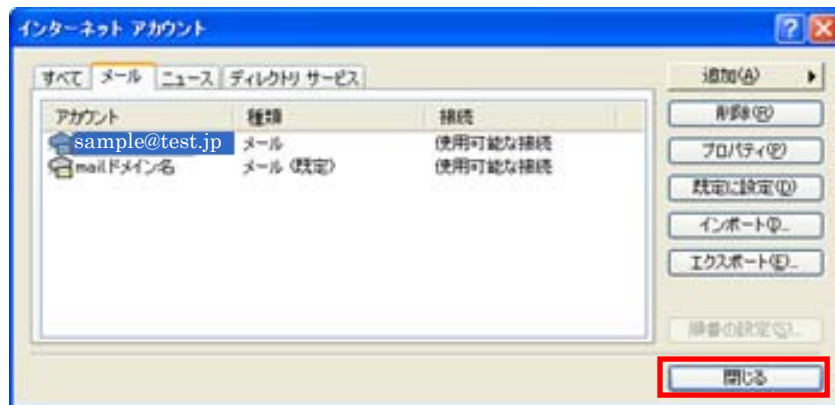 インターネット アカウント
すべて メール ニュース ディレクトリ サービス
アカウント 種類 接続
sample@test.jp メール 使用可能な接続
mailドメイン名 メール (既定) 使用可能な接続
追加(A)
削除(R)
プロパティ(P)
既定に設定(D)
インポート(I)...
エクスポート(E)...
順番の設定(S)...
閉じる